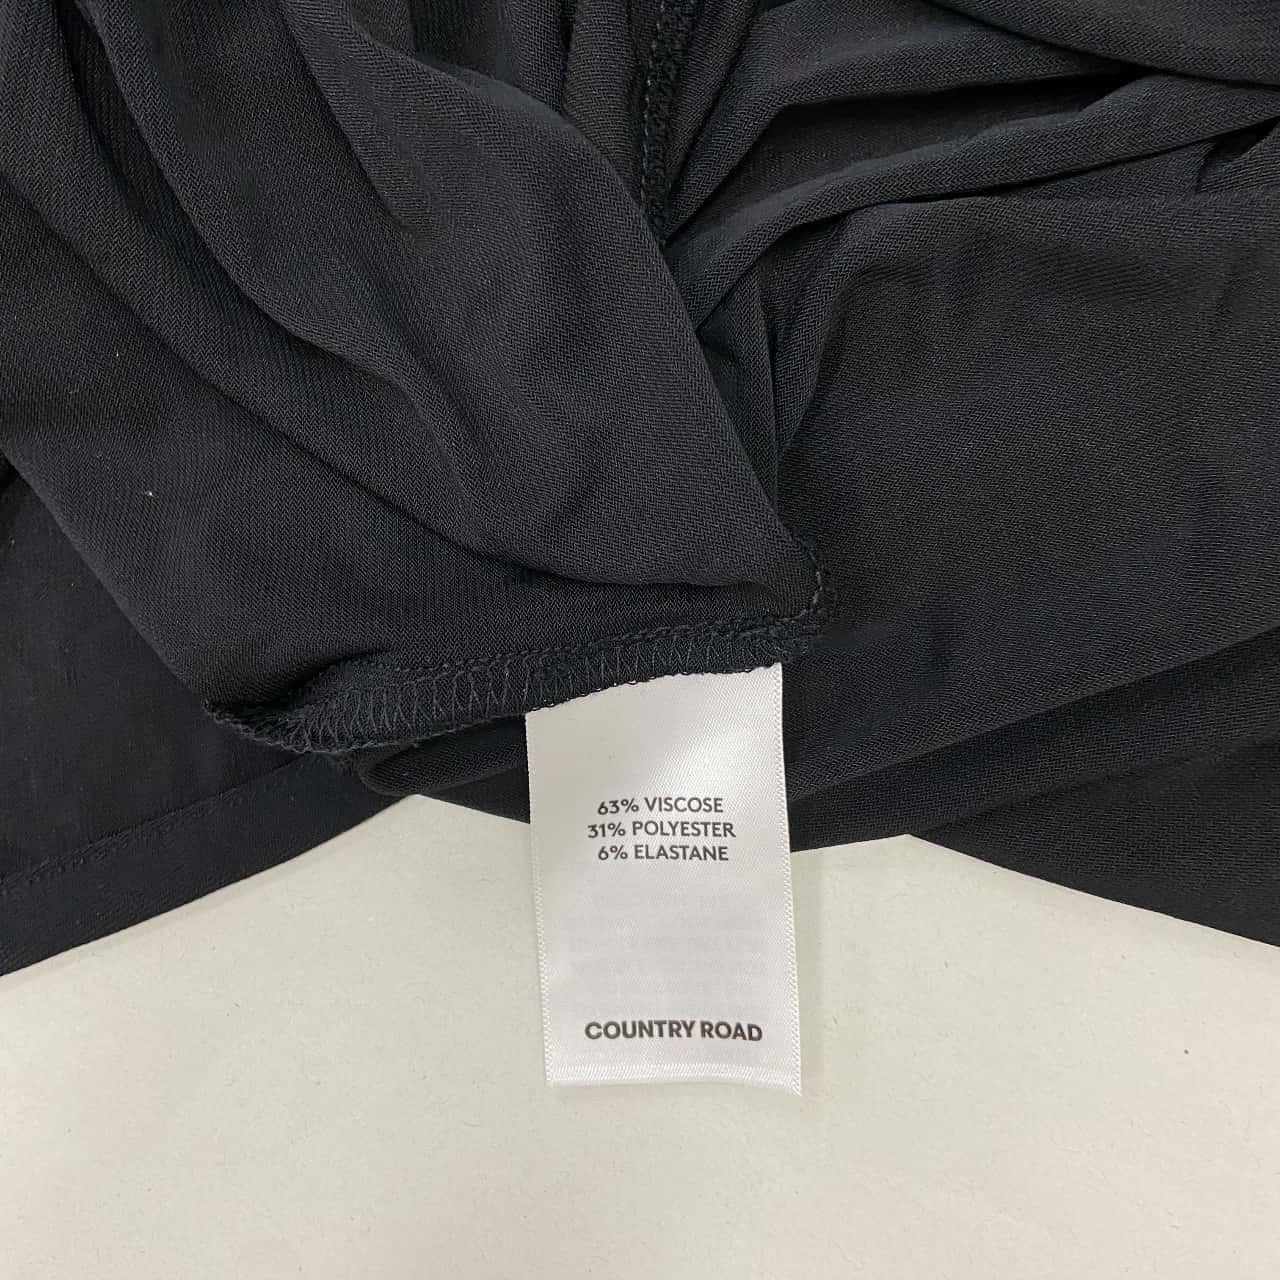 63% VISCOSE
31% POLYESTER
6% ELASTANE
COUNTRY ROAD